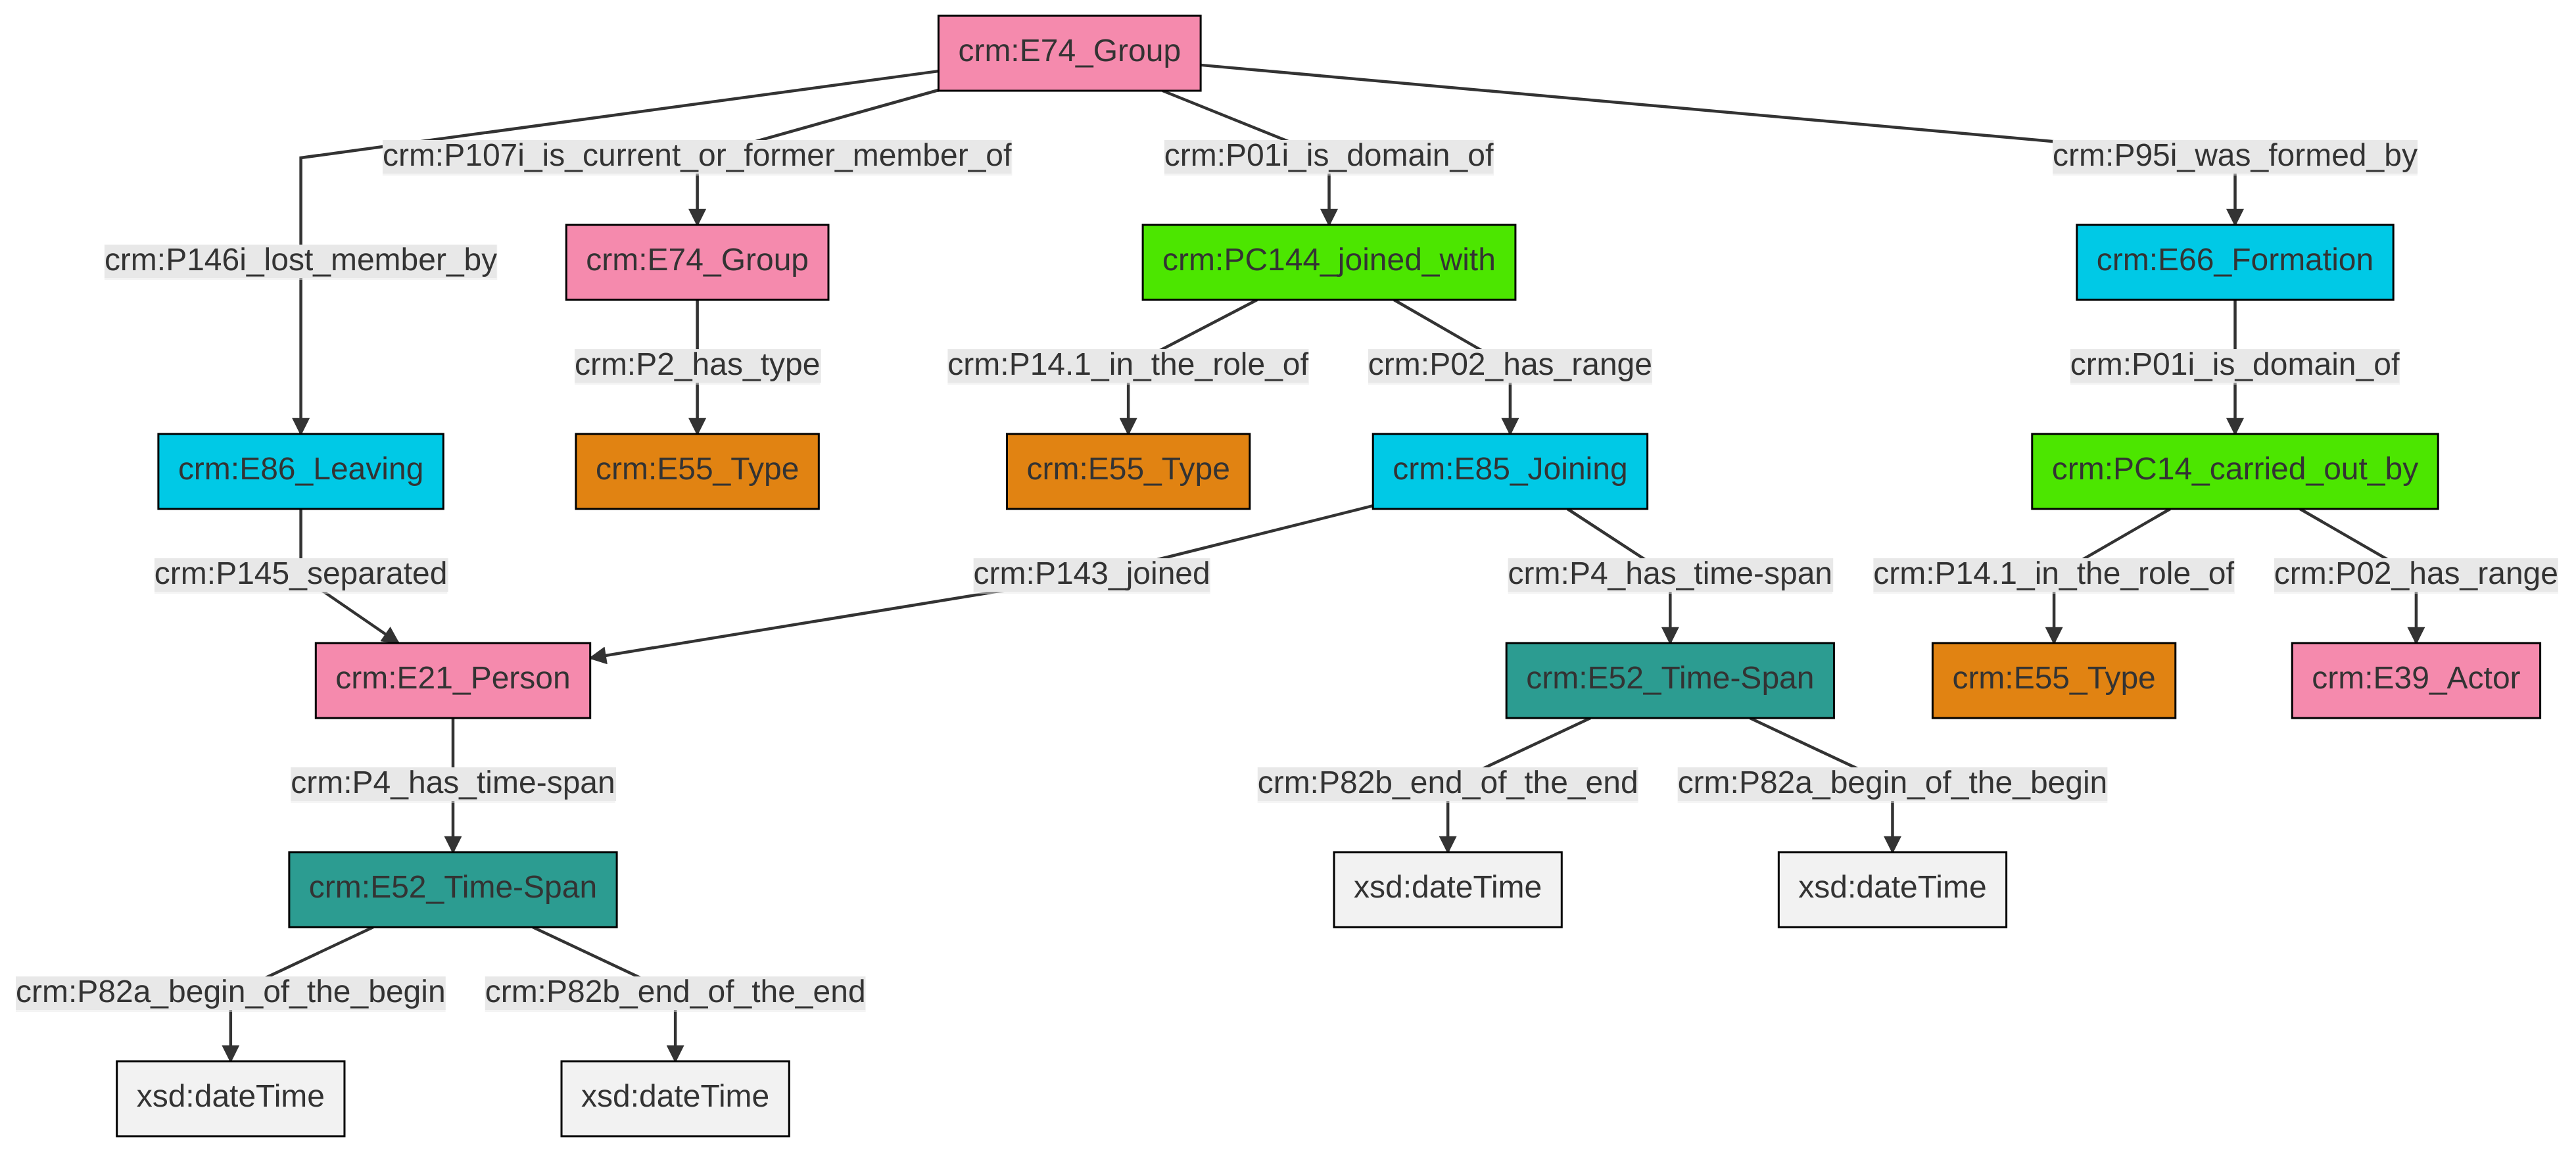 crm:E74_Group
crm:P107i_is_current_or_former_member_of
crm:P01i_is_domain_of
crm:P95i_was_formed_by
crm:P146i_lost_member_by
crm:E74_Group
crm:PC144_joined_with
crm:E66_Formation
crm:P2_has_type
crm:P14.1_in_the_role_of
crm:P02_has_range
crm:P01i_is_domain_of
crm:E86_Leaving
crm:E55_Type
crm:E55_Type
crm:E85_Joining
crm:PC14_carried_out_by
crm:P145_separated
crm:P143_joined
crm:P4_has_time-span
crm:P14.1_in_the_role_of
crm:P02_has_range
crm:E21_Person
crm:E52_Time-Span
crm:E55_Type
crm:E39_Actor
crm:P4_has_time-span
crm:P82b_end_of_the_end
crm:P82a_begin_of_the_begin
crm:E52_Time-Span
xsd:dateTime
xsd:dateTime
crm:P82a_begin_of_the_begin
crm:P82b_end_of_the_end
xsd:dateTime
xsd:dateTime